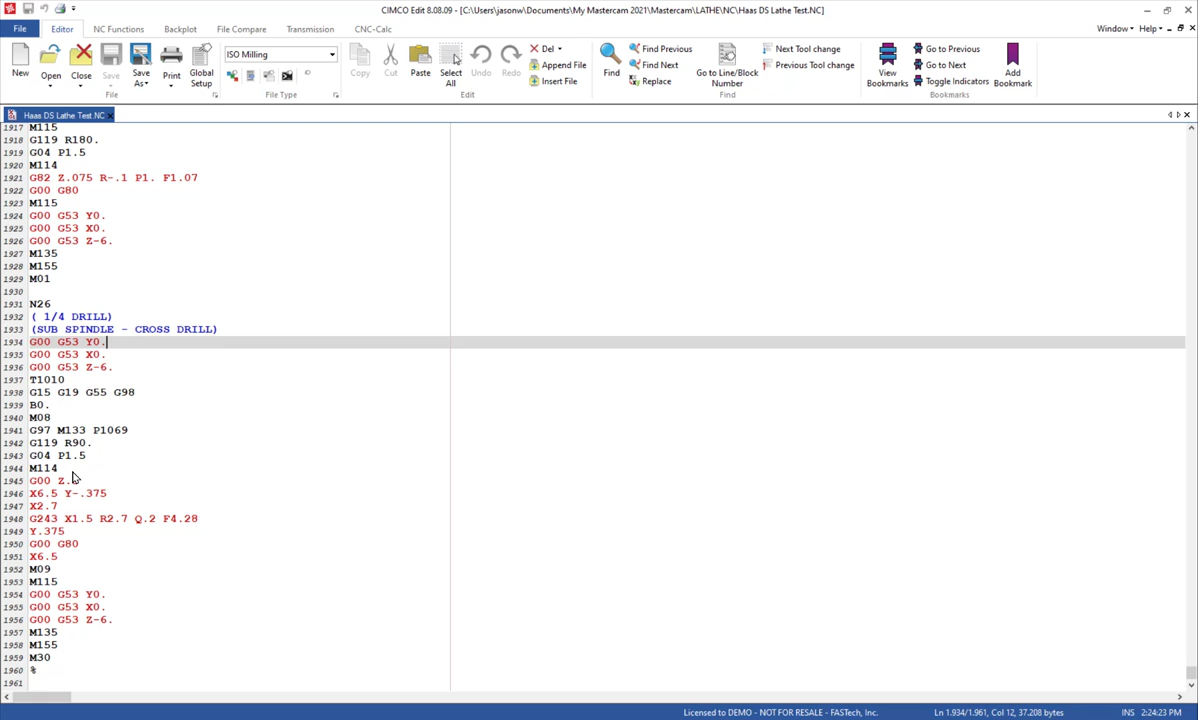 CIMCO Edit 8.08.09 - [C:\Users\jasonw\Documents\My Mastercam 2021\Mastercam\LATHE\NC\Haas DS Lathe Test.NC]
File Editor NC Functions Backplot File Compare Transmission CNC-Calc Window Help
New Open Close Save Save As Print Global Setup
File
ISO Milling
File Type
Copy Cut Paste Select All Undo Redo
Del
Append File
Insert File
Edit
Find
Find Previous
Find Next
Replace
Go to Line/Block Number
Next Tool change
Previous Tool change
Find
View Bookmarks
Go to Previous
Go to Next
Toggle Indicators
Add Bookmark
Bookmarks
Haas DS Lathe Test.NC
1917 M115
1918 G119 R180.
1919 G04 P1.5
1920 M114
1921 G82 Z.075 R-.1 P1. F1.07
1922 G00 G80
1923 M115
1924 G00 G53 Y0.
1925 G00 G53 X0.
1926 G00 G53 Z-6.
1927 M135
1928 M155
1929 M01
1930
1931 N26
1932 ( 1/4 DRILL)
1933 (SUB SPINDLE - CROSS DRILL)
1934 G00 G53 Y0.
1935 G00 G53 X0.
1936 G00 G53 Z-6.
1937 T1010
1938 G15 G19 G55 G98
1939 B0.
1940 M08
1941 G97 M133 P1069
1942 G119 R90.
1943 G04 P1.5
1944 M114
1945 G00
1946 X6.5 Y-.375
1947 X2.7
1948 G243 X1.5 R2.7 Q.2 F4.28
1949 Y.375
1950 G00 G80
1951 X6.5
1952 M09
1953 M115
1954 G00 G53 Y0.
1955 G00 G53 X0.
1956 G00 G53 Z-6.
1957 M135
1958 M155
1959 M30
1960 %
1961
Licensed to DEMO - NOT FOR RESALE - FASTech, Inc. Ln 1.934/1.961, Col 12, 37.208 bytes INS 2:24:23 PM